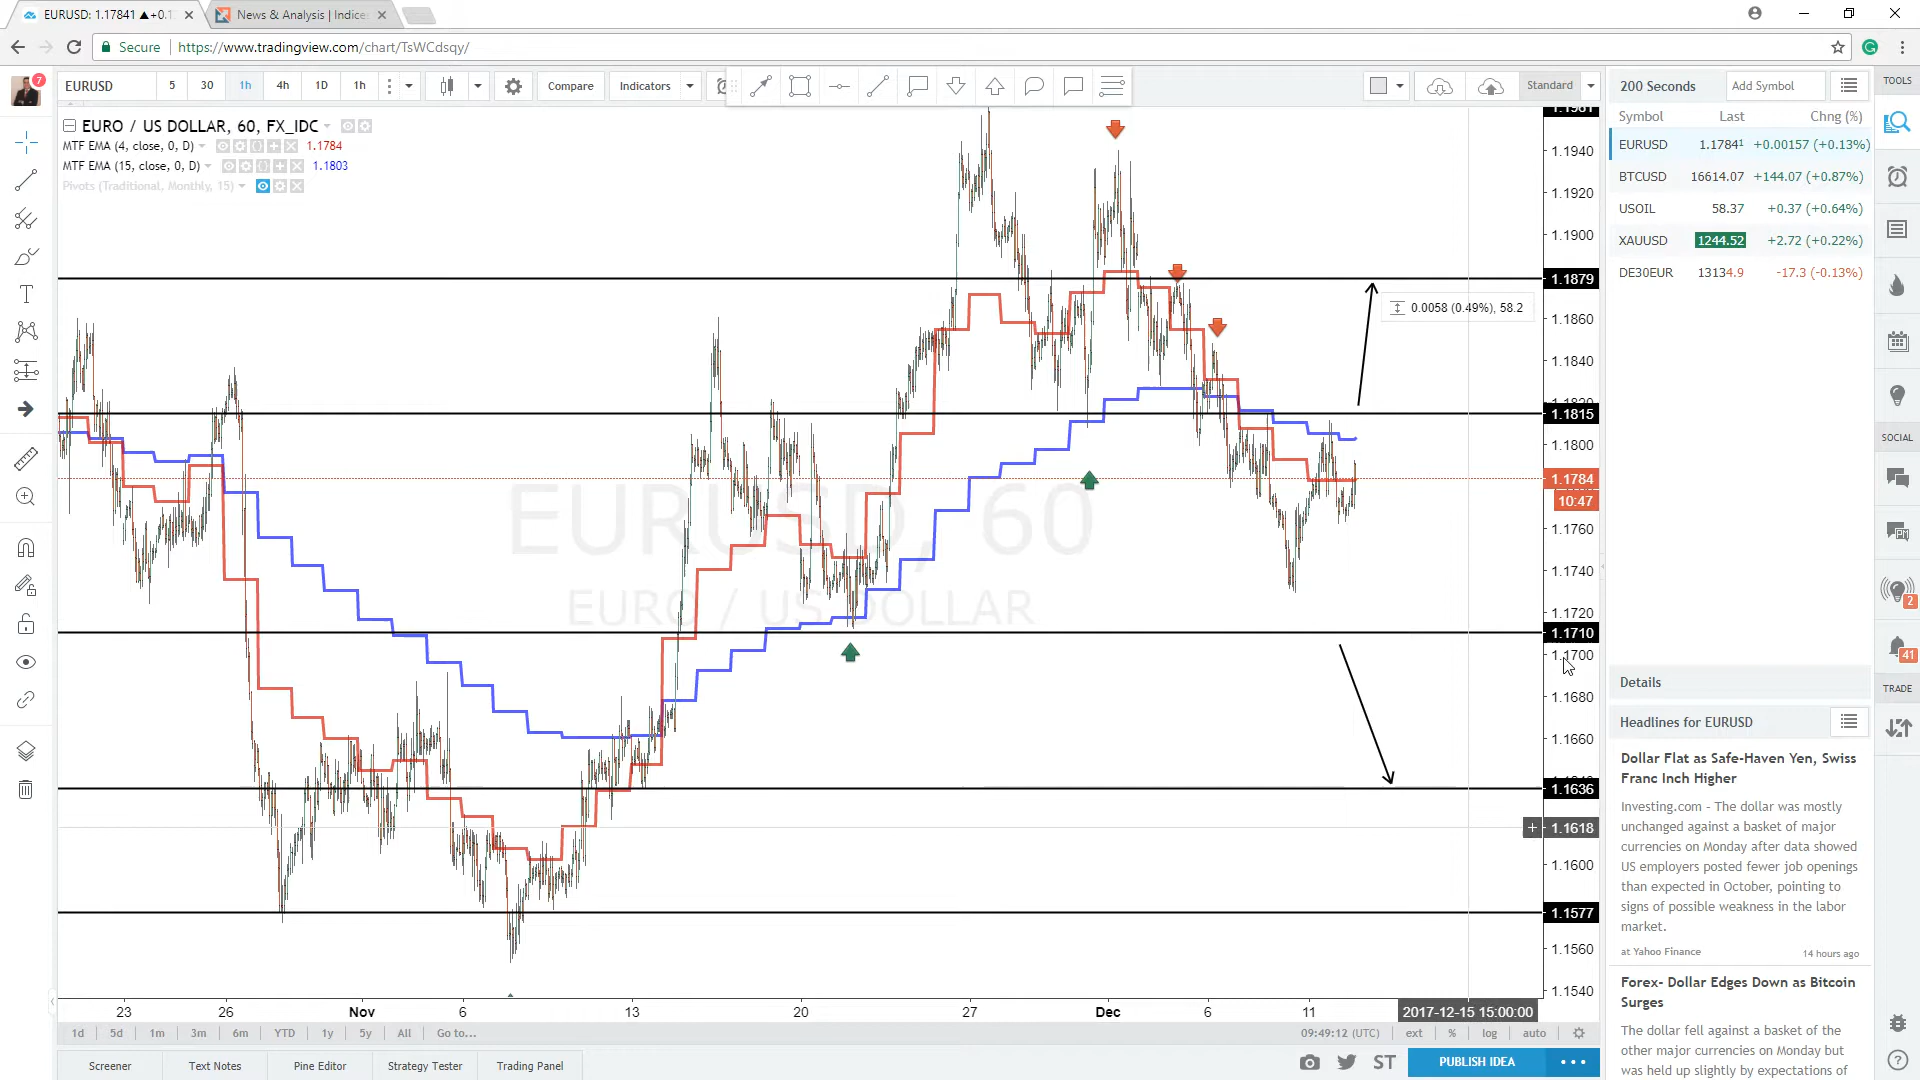 EURUSD: 1.17841 ▲+0.1
News & Analysis | Indice
Secure
https://www.tradingview.com/chart/TsWCdsqy/
7
EURUSD
5
30
1h
4h
1D
1h
Compare
Indicators
Standard
EURO / US DOLLAR, 60, FX_IDC
MTF EMA (4, close, 0, D)
1.1784
MTF EMA (15, close, 0, D)
1.1803
Pivots (Traditional, Monthly, 15)
EURUSD, 60
EURO / US DOLLAR
0.0058 (0.49%), 58.2
1.1961
1.1940
1.1920
1.1900
1.1879
1.1860
1.1840
1.1820
1.1815
1.1800
1.1784
10:47
1.1760
1.1740
1.1720
1.1710
1.1700
1.1680
1.1660
1.1636
1.1618
1.1600
1.1577
1.1560
1.1540
23
26
Nov
6
13
20
27
Dec
6
11
2017-12-15 15:00:00
1d
5d
1m
3m
6m
YTD
1y
5y
All
Go to...
09:49:12 (UTC)
ext
%
log
auto
Screener
Text Notes
Pine Editor
Strategy Tester
Trading Panel
ST
PUBLISH IDEA
200 Seconds
Add Symbol
Symbol Last Chng (%)
EURUSD 1.17841 +0.00157 (+0.13%)
BTCUSD 16614.07 +144.07 (+0.87%)
USOIL 58.37 +0.37 (+0.64%)
XAUUSD 1244.52 +2.72 (+0.22%)
DE30EUR 13134.9 -17.3 (-0.13%)
Details
Headlines for EURUSD
Dollar Flat as Safe-Haven Yen, Swiss
Franc Inch Higher
Investing.com - The dollar was mostly
unchanged against a basket of major
currencies on Monday after data showed
US employers posted fewer job openings
than expected in October, pointing to
signs of possible weakness in the labor
market.
at Yahoo Finance
14 hours ago
Forex- Dollar Edges Down as Bitcoin
Surges
The dollar fell against a basket of the
other major currencies on Monday but
was held up slightly by expectations of
TOOLS
SOCIAL
2
41
TRADE